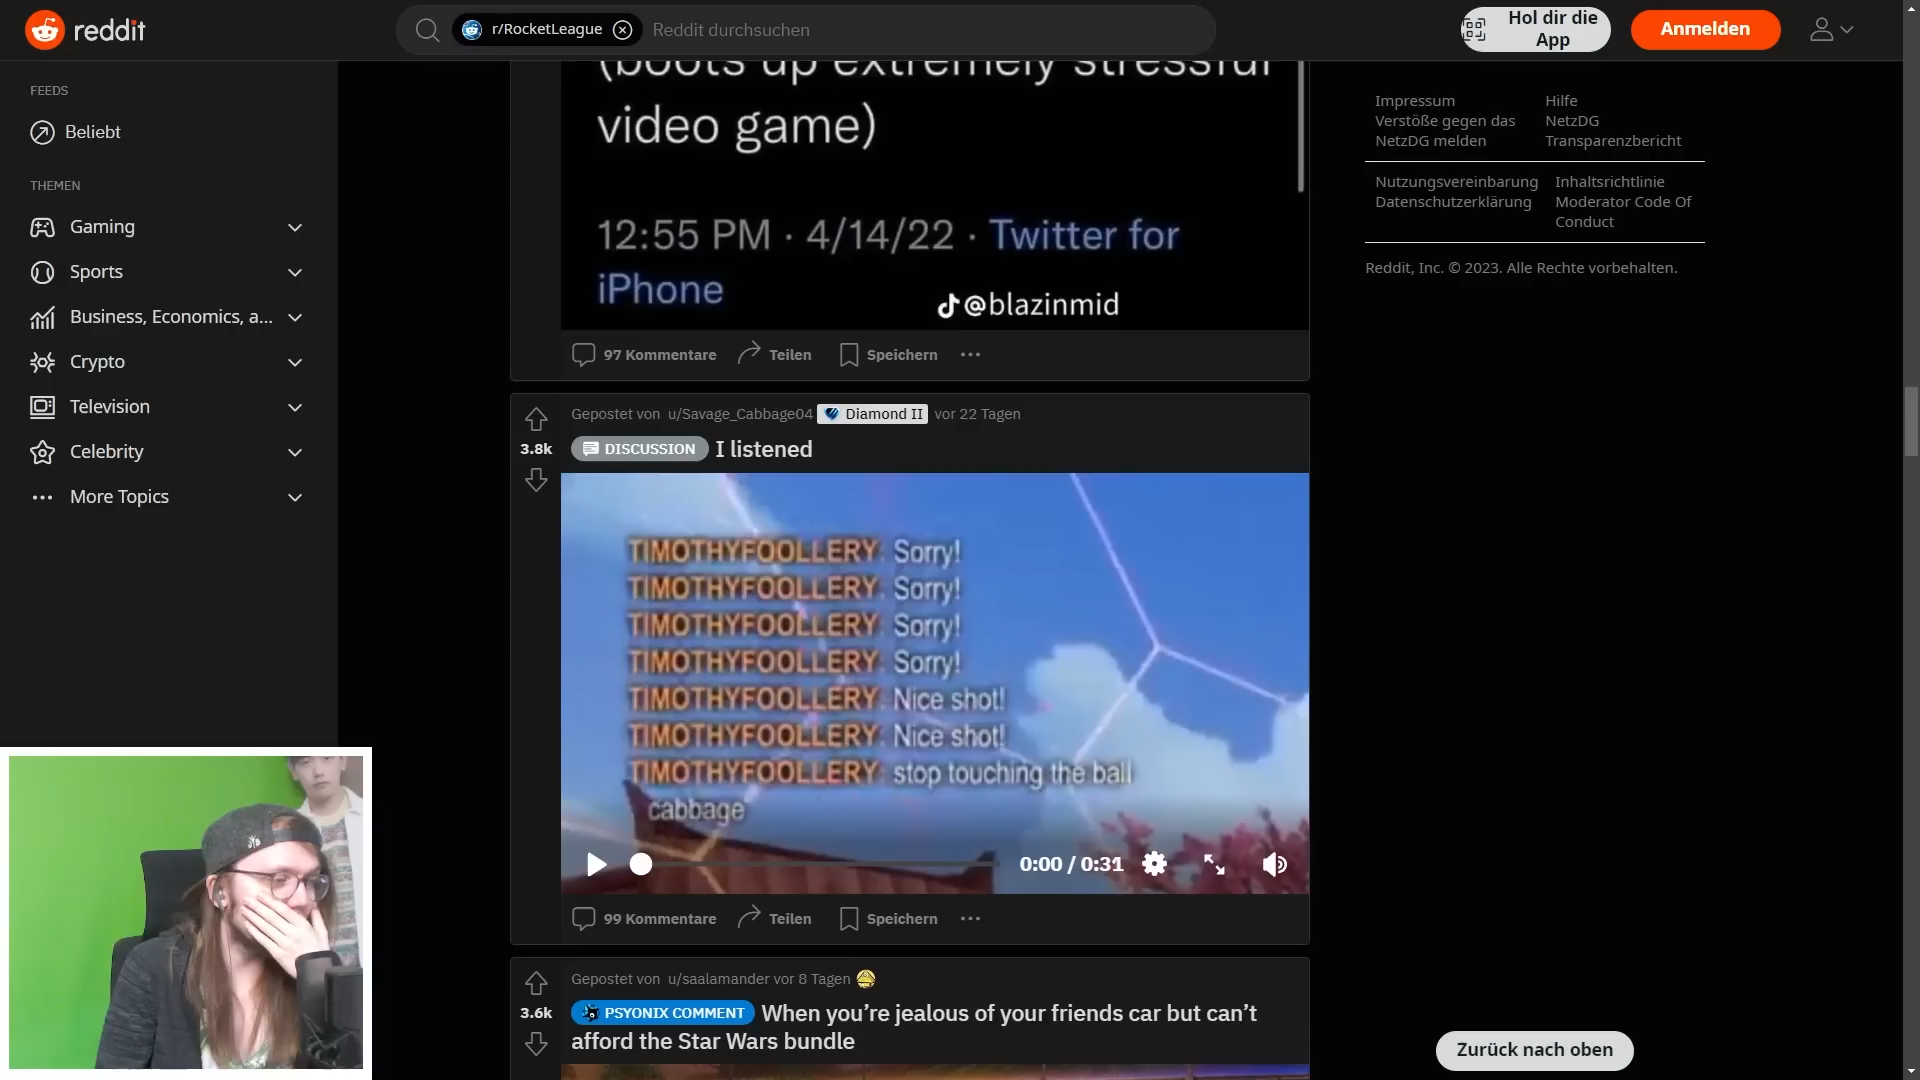 reddit
r/RocketLeague
Reddit durchsuchen
Hol dir die
App
Anmelden
FEEDS
Beliebt
THEMEN
Gaming
Sports
Business, Economics, a...
Crypto
Television
Celebrity
More Topics
(boots up extremely stressful
video game)
12:55 PM · 4/14/22 · Twitter for
iPhone
@blazinmid
97 Kommentare
Teilen
Speichern
Gepostet von u/Savage_Cabbage04 Diamond II vor 22 Tagen
3.8k
DISCUSSION I listened
TIMOTHYFOOLLERY: Sorry!
TIMOTHYFOOLLERY: Sorry!
TIMOTHYFOOLLERY: Sorry!
TIMOTHYFOOLLERY: Sorry!
TIMOTHYFOOLLERY: Nice shot!
TIMOTHYFOOLLERY: Nice shot!
TIMOTHYFOOLLERY: stop touching the ball
cabbage
0:00 / 0:31
99 Kommentare
Teilen
Speichern
Gepostet von u/saalamander vor 8 Tagen
3.6k
PSYONIX COMMENT When you’re jealous of your friends car but can’t
afford the Star Wars bundle
Impressum
Verstöße gegen das
NetzDG melden
Hilfe
NetzDG
Transparenzbericht
Nutzungsvereinbarung
Datenschutzerklärung
Inhaltsrichtlinie
Moderator Code Of
Conduct
Reddit, Inc. © 2023. Alle Rechte vorbehalten.
Zurück nach oben